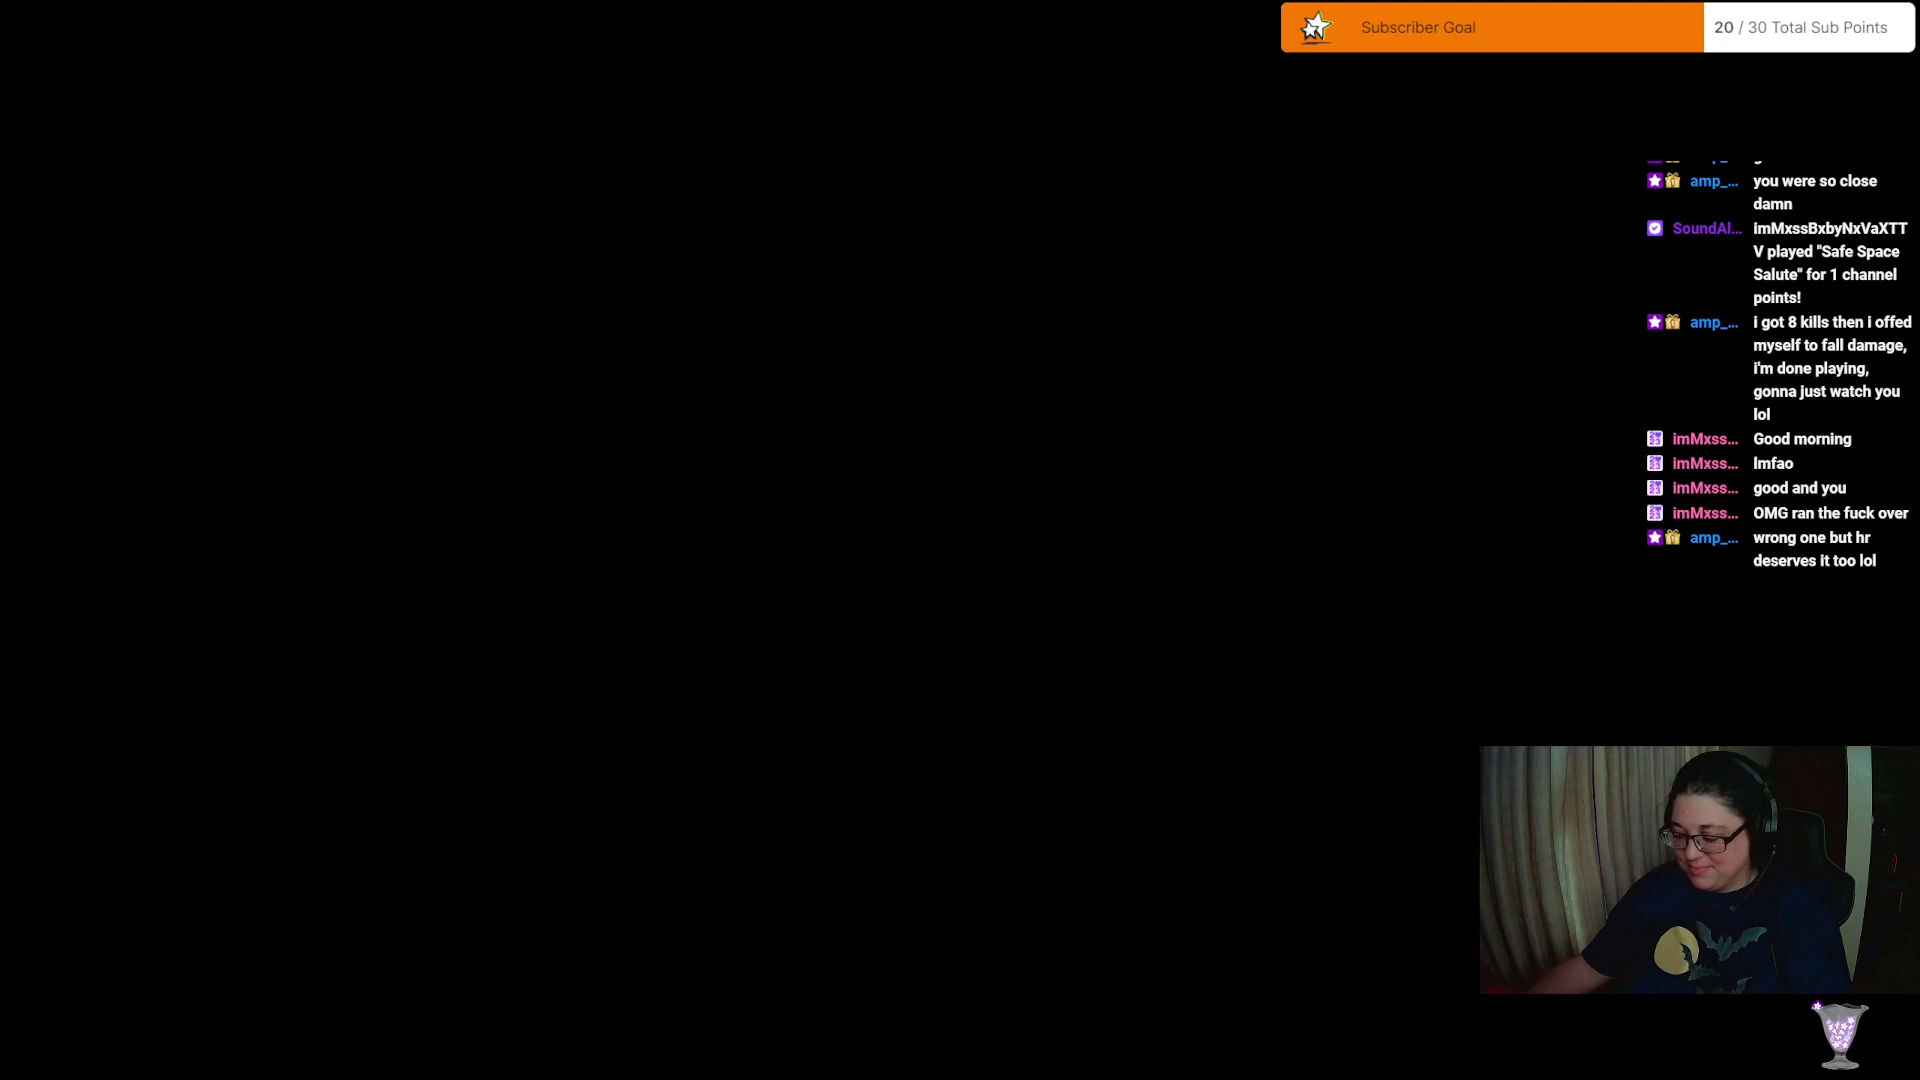 Subscriber Goal
20 / 30 Total Sub Points
amp_... you were so close
damn
SoundAl... imMxssBxbyNxVaXTT
V played "Safe Space
Salute" for 1 channel
points!
amp_... i got 8 kills then i offed
myself to fall damage,
i'm done playing,
gonna just watch you
lol
imMxss... Good morning
imMxss... lmfao
imMxss... good and you
imMxss... OMG ran the fuck over
amp_... wrong one but hr
deserves it too lol